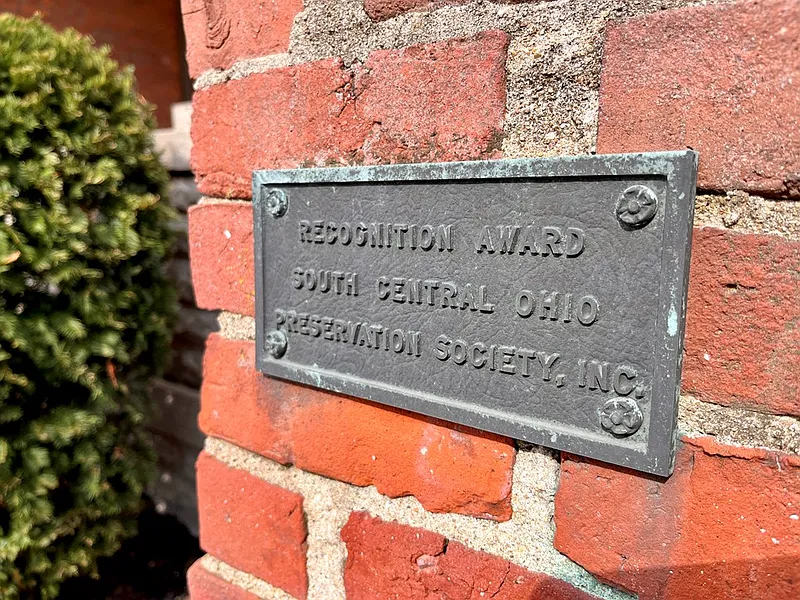 RECOGNITION AWARD
SOUTH CENTRAL OHIO
PRESERVATION SOCIETY, INC.